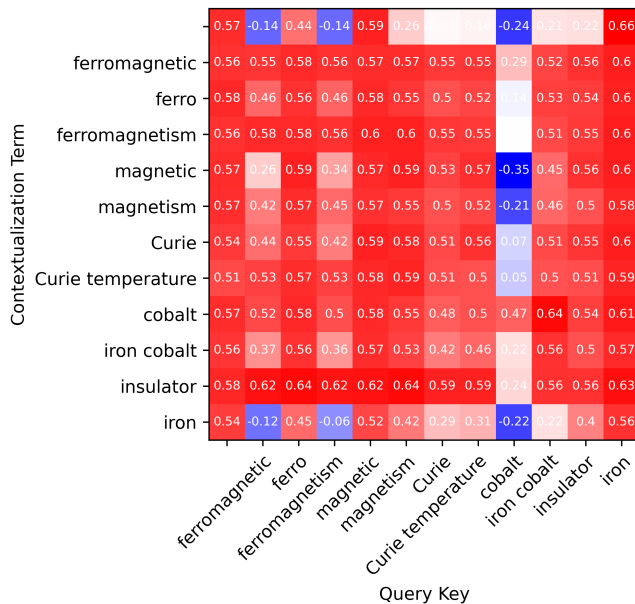 0.57 -0.14 0.44 -0.14 0.59 0.26 -0.24 0.21 0.22 0.66
ferromagnetic 0.56 0.55 0.58 0.56 0.57 0.57 0.55 0.55 0.29 0.52 0.56 0.6
ferro 0.58 0.46 0.56 0.46 0.58 0.55 0.5 0.52 0.14 0.53 0.54 0.6
ferromagnetism 0.56 0.58 0.58 0.56 0.6 0.6 0.55 0.55 0.51 0.55 0.6
magnetic 0.57 0.26 0.59 0.34 0.57 0.59 0.53 0.57 -0.35 0.45 0.56 0.6
magnetism 0.57 0.42 0.57 0.45 0.57 0.55 0.5 0.52 -0.21 0.46 0.5 0.58
Curie 0.54 0.44 0.55 0.42 0.59 0.58 0.51 0.56 0.07 0.51 0.55 0.6
Curie temperature 0.51 0.53 0.57 0.53 0.58 0.59 0.51 0.5 0.05 0.5 0.51 0.59
cobalt 0.57 0.52 0.58 0.5 0.58 0.55 0.48 0.5 0.47 0.64 0.54 0.61
iron cobalt 0.56 0.37 0.56 0.36 0.57 0.53 0.42 0.46 0.22 0.56 0.5 0.57
insulator 0.58 0.62 0.64 0.62 0.62 0.64 0.59 0.59 0.24 0.56 0.56 0.63
iron 0.54 -0.12 0.45 -0.06 0.52 0.42 0.29 0.31 -0.22 0.22 0.4 0.56
Contextualization Term
ferromagnetic
ferro
ferromagnetism
magnetic
magnetism
Curie
Curie temperature
cobalt
iron cobalt
insulator
iron
Query Key